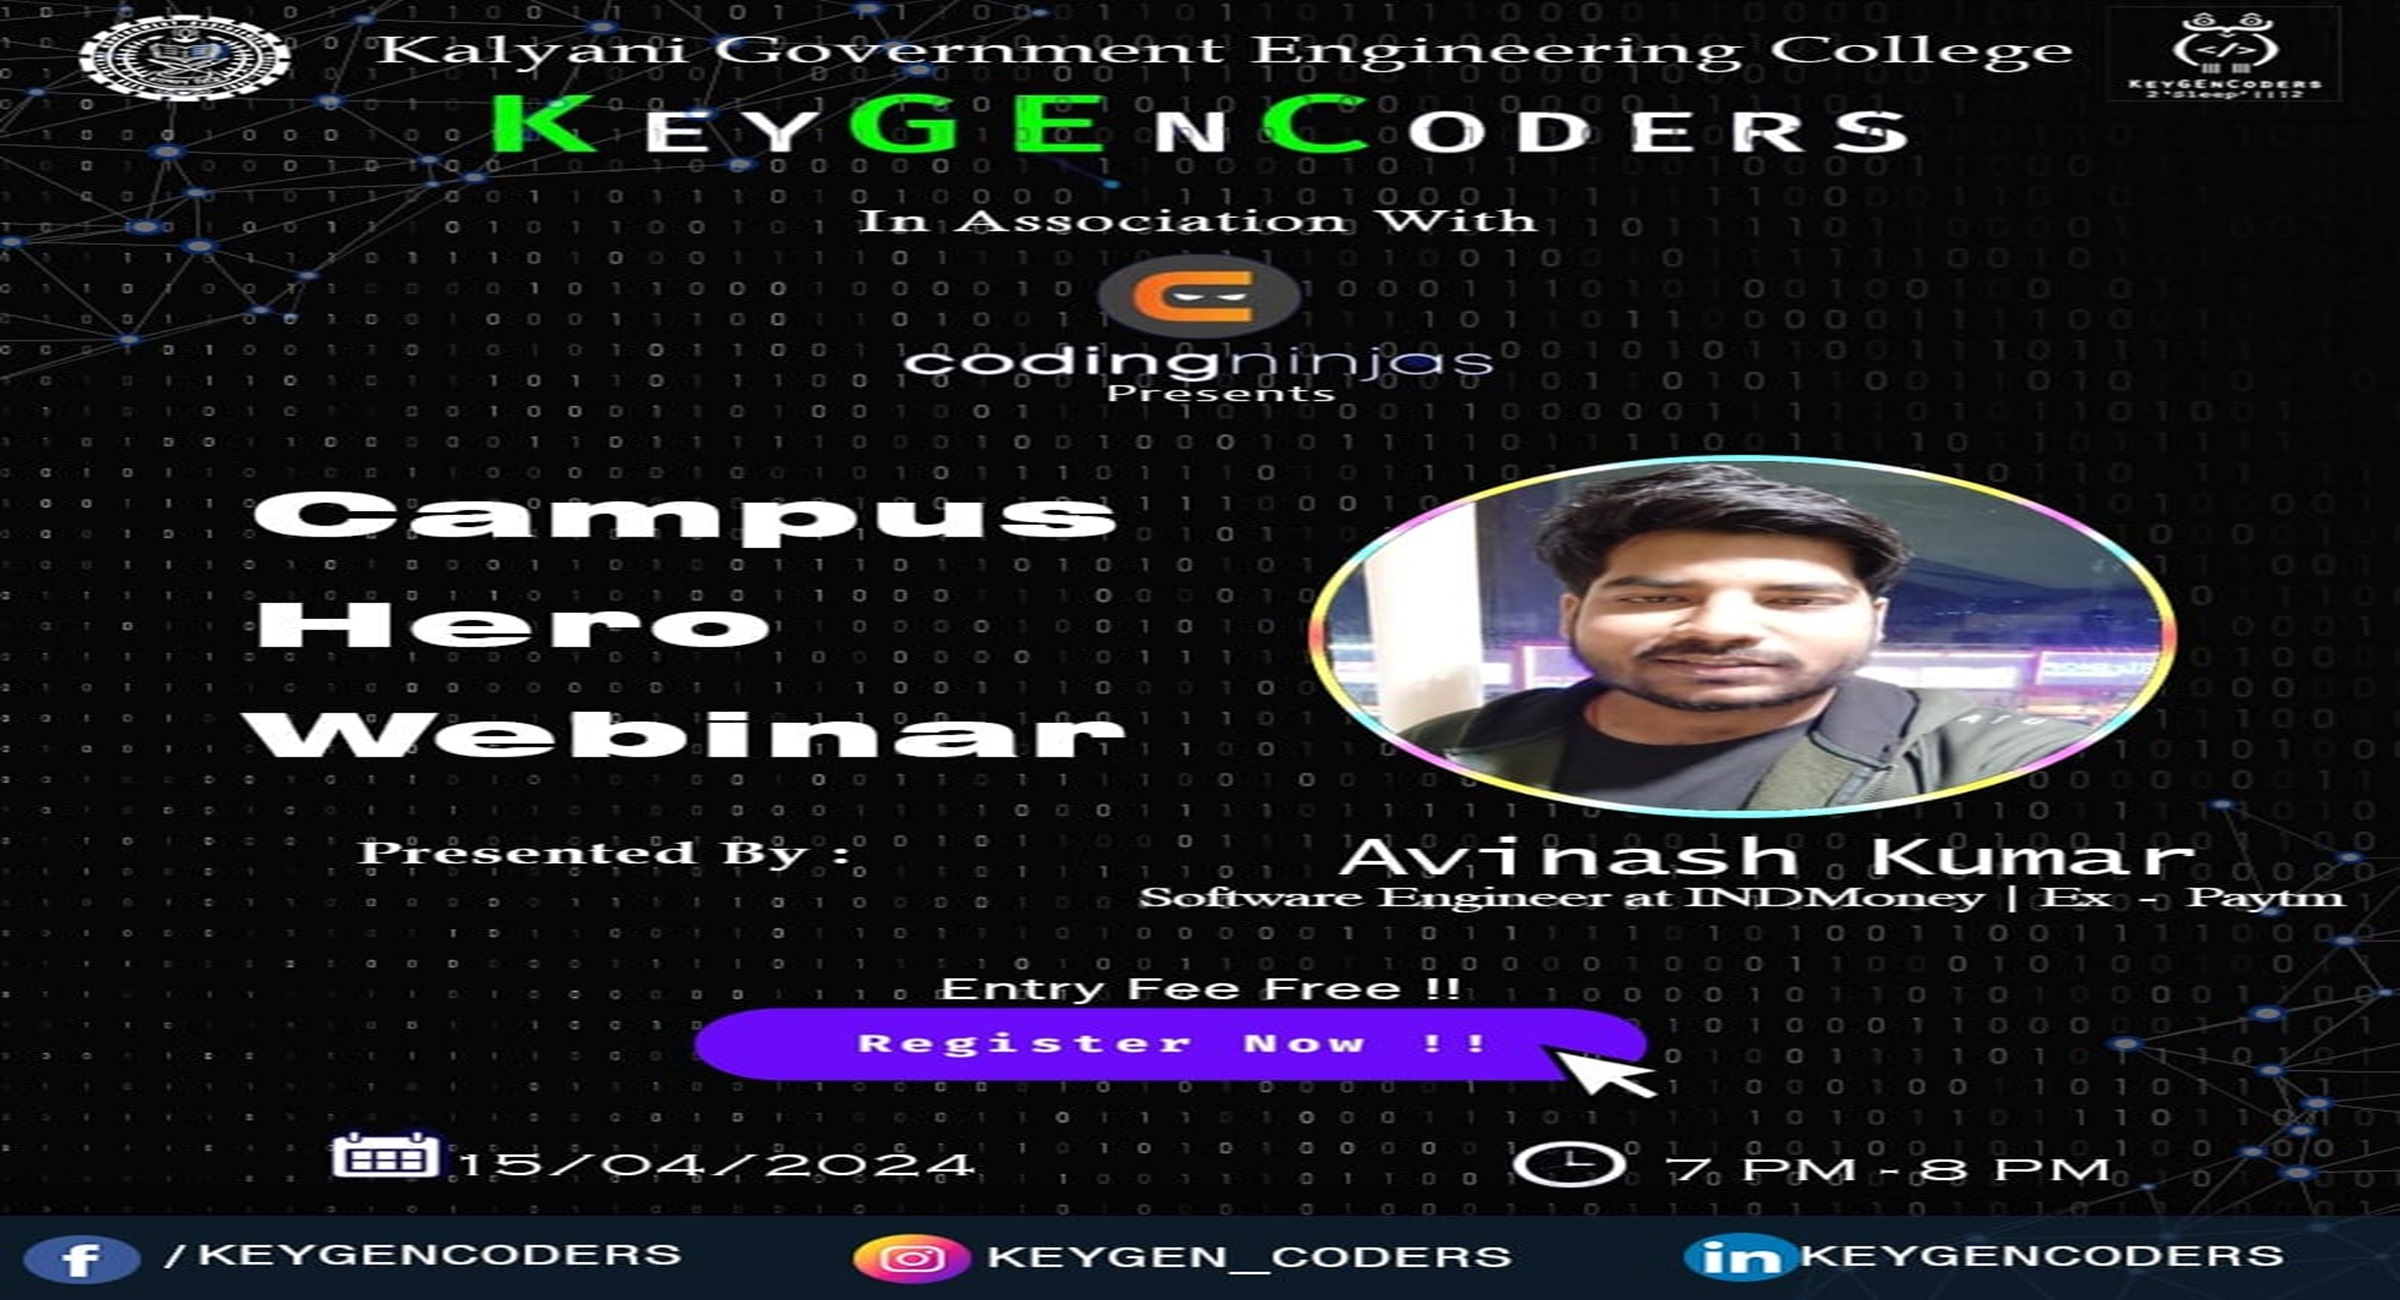 Kalyani Government Engineering College
KEYGENCODERS
KEYGENCODERS
In Association With
codingninjas
Presents
Campus
Hero
Webinar
Presented By :
Avinash Kumar
Software Engineer at INDMoney | Ex - Paytm
Entry Fee Free !!
Register Now !!
15/04/2024
7 PM - 8 PM
/KEYGENCODERS
KEYGEN_CODERS
KEYGENCODERS